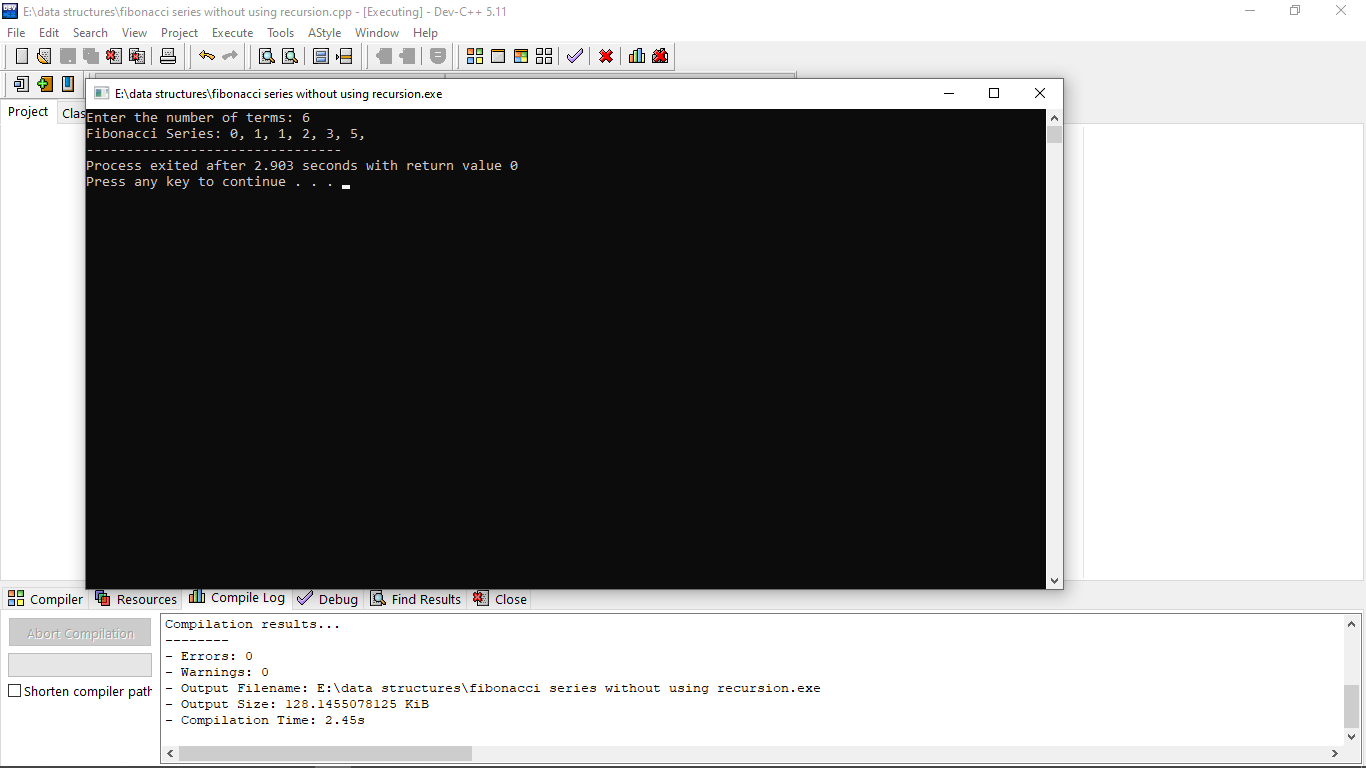 E:\data structures\fibonacci series without using recursion.cpp - [Executing] - Dev-C++ 5.11
File Edit Search View Project Execute Tools AStyle Window Help
E:\data structures\fibonacci series without using recursion.exe
Project Clas
Enter the number of terms: 6
Fibonacci Series: 0, 1, 1, 2, 3, 5,
--------------------------------
Process exited after 2.903 seconds with return value 0
Press any key to continue . . .
Compiler Resources Compile Log Debug Find Results Close
Abort Compilation
Shorten compiler path
Compilation results...
--------
- Errors: 0
- Warnings: 0
- Output Filename: E:\data structures\fibonacci series without using recursion.exe
- Output Size: 128.1455078125 KiB
- Compilation Time: 2.45s